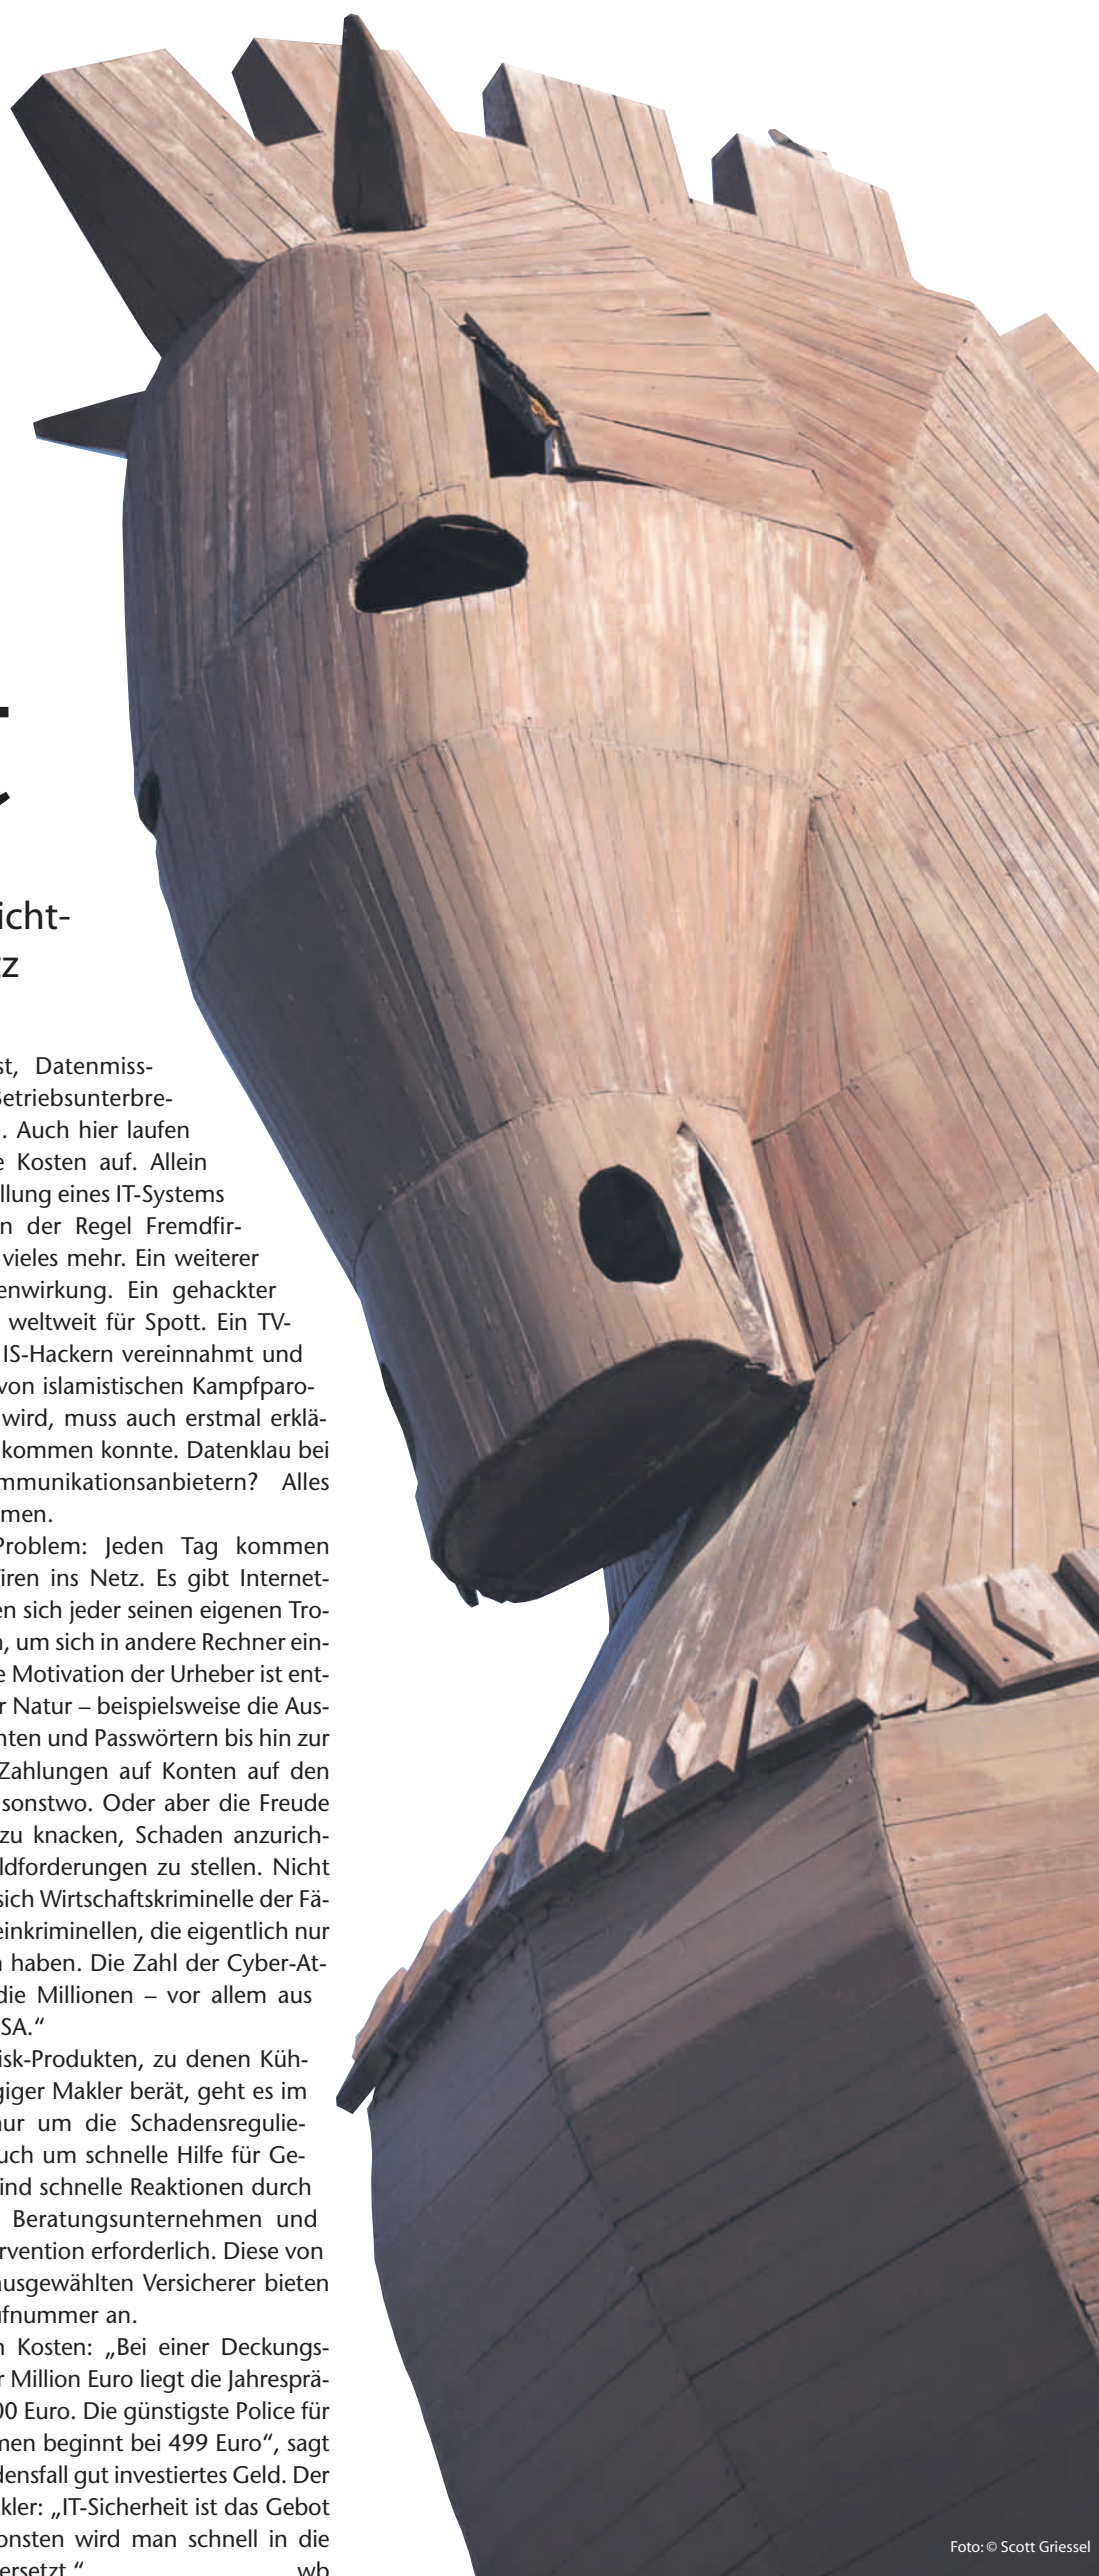 icht-
tz
st, Datenmiss-
Betriebsunterbre-
. Auch hier laufen
e Kosten auf. Allein
llung eines IT-Systems
n der Regel Fremdfir-
vieles mehr. Ein weiterer
enwirkung. Ein gehackter
weltweit für Spott. Ein TV-
IS-Hackern vereinnahmt und
von islamistischen Kampfparo-
wird, muss auch erstmal erklä-
kommen konnte. Datenklau bei
mmunikationsanbietern? Alles
men.
Problem: Jeden Tag kommen
iren ins Netz. Es gibt Internet-
en sich jeder seinen eigenen Tro-
n, um sich in andere Rechner ein-
e Motivation der Urheber ist ent-
r Natur – beispielsweise die Aus-
nten und Passwörtern bis hin zur
Zahlungen auf Konten auf den
sonstwo. Oder aber die Freude
zu knacken, Schaden anzurich-
ldforderungen zu stellen. Nicht
sich Wirtschaftskriminelle der Fä-
einkriminellen, die eigentlich nur
n haben. Die Zahl der Cyber-At-
die Millionen – vor allem aus
SA.“
isk-Produkten, zu denen Küh-
giger Makler berät, geht es im
nur um die Schadensregulie-
uch um schnelle Hilfe für Ge-
ind schnelle Reaktionen durch
Beratungsunternehmen und
rvention erforderlich. Diese von
ausgewählten Versicherer bieten
ufnummer an.
n Kosten: „Bei einer Deckungs-
r Million Euro liegt die Jahresprä-
00 Euro. Die günstigste Police für
men beginnt bei 499 Euro“, sagt
densfall gut investiertes Geld. Der
kler: „IT-Sicherheit ist das Gebot
onsten wird man schnell in die
ersetzt.“ wb
Foto: © Scott Griessel